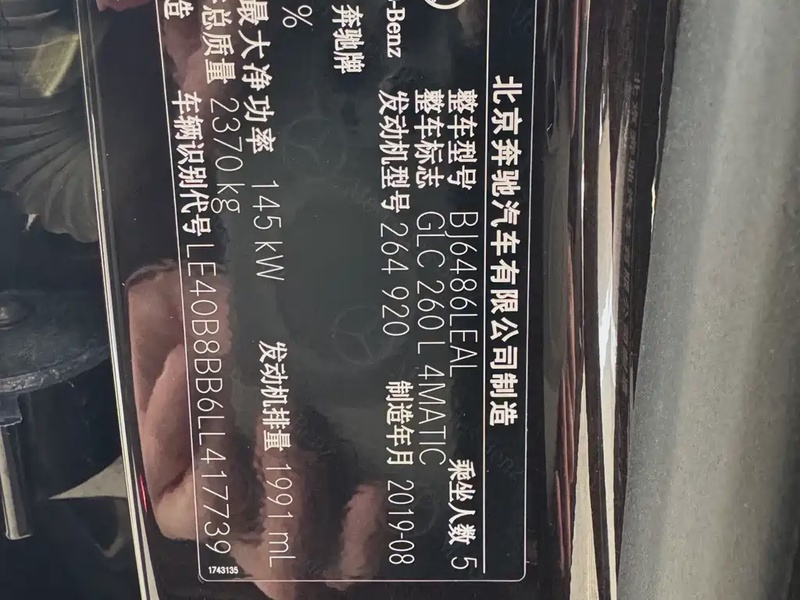 北京奔驰汽车有限公司制造
-Benz 整车型号 BJ6486LEAL 乘坐人数 5
整车标志 GLC 260 L 4MATIC
奔驰牌 发动机型号 264 920 制造年月 2019-08
% 最大净功率 145 kW 发动机排量 1991 mL
总质量 2370 kg
造 车辆识别代号 LE40B8BB6LL417739
1743135